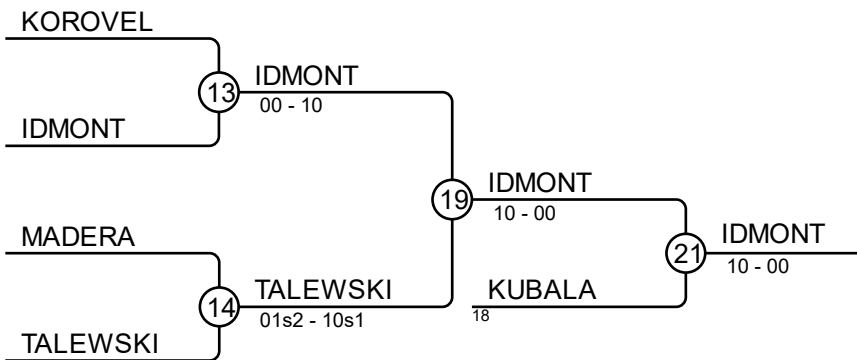 KOROVEL
13
IDMONT
00 - 10
IDMONT
19
IDMONT
10 - 00
MADERA
21
IDMONT
10 - 00
14
TALEWSKI
01s2 - 10s1
KUBALA
18
TALEWSKI